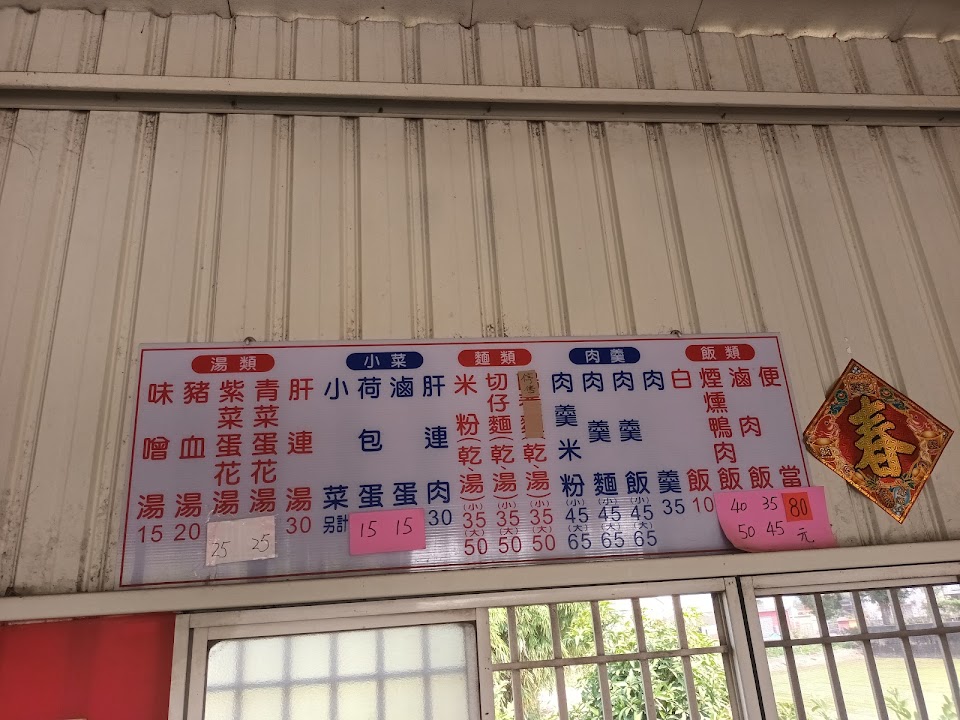 湯類
味噌湯 15
豬血湯 20
紫菜蛋花湯 25
青菜蛋花湯 25
肝連湯 30
小菜
小菜 另計
荷包蛋 15
滷蛋 15
肝連肉 30
麵類
米粉(乾、湯) (小)35 (大)50
切仔麵(乾、湯) (小)35 (大)50
乾、湯) (小)35 (大)50
肉羹
肉羹米粉 (小)45 (大)65
肉羹麵 (小)45 (大)65
肉羹飯 (小)45 (大)65
肉羹 35
飯類
白飯 10
煙燻鴨肉飯 40 50
滷肉飯 35 45
便當 80元
春